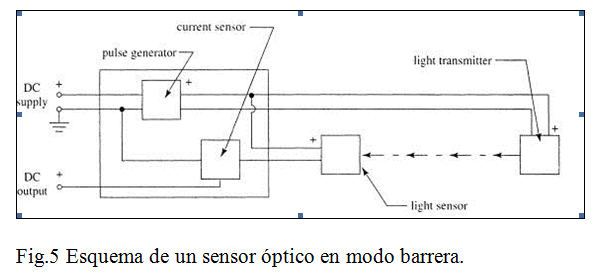 current sensor
pulse generator
light transmitter
DC
supply
+
+
+
+
DC
output
+
light sensor
Fig.5 Esquema de un sensor óptico en modo barrera.